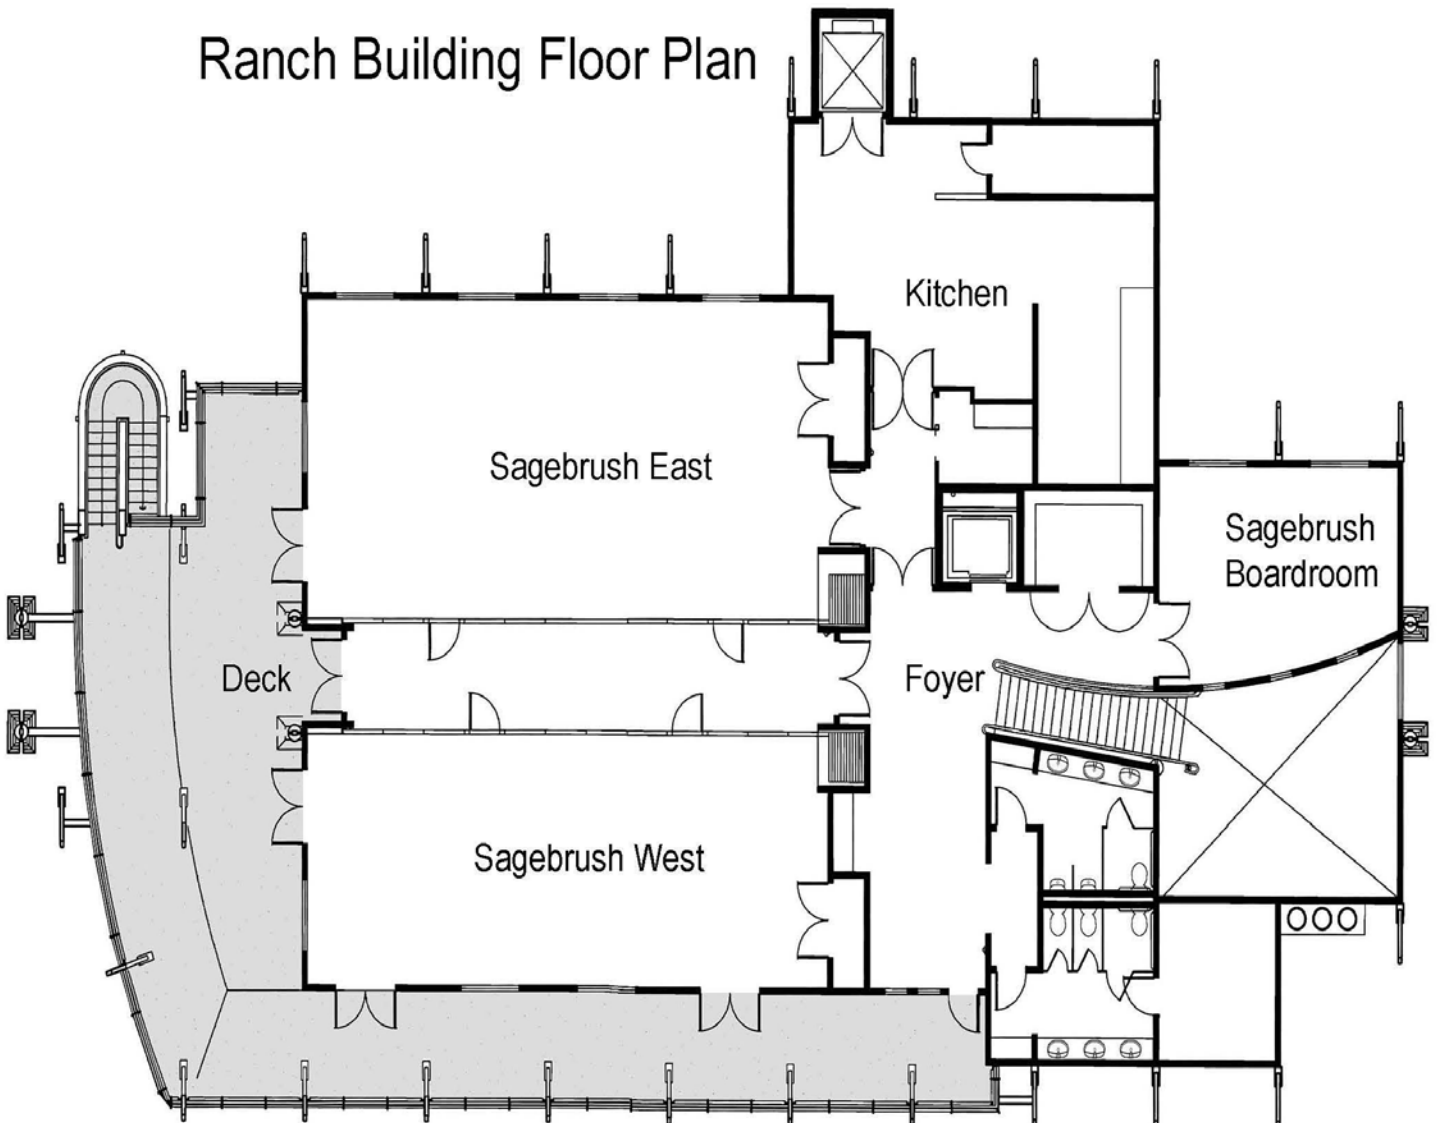 Ranch Building Floor Plan
Kitchen
Sagebrush East
Sagebrush
Boardroom
Deck
Foyer
Sagebrush West